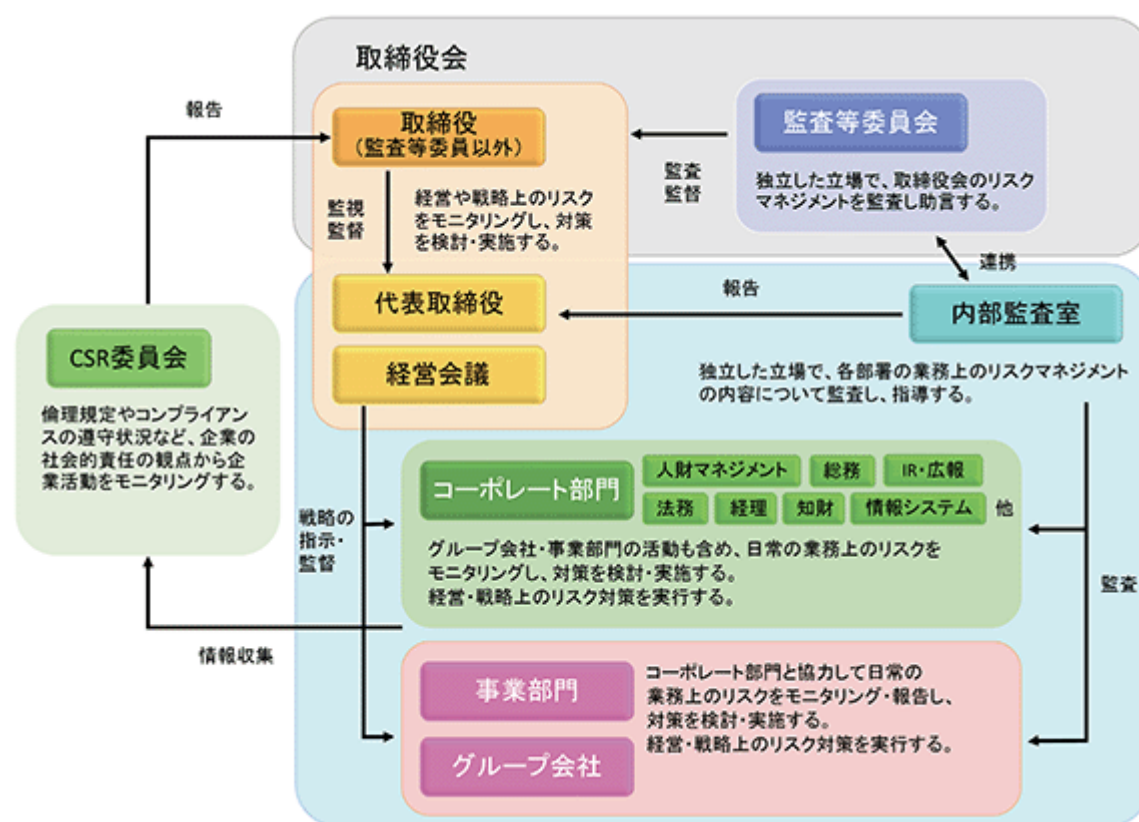 取締役会
報告
取締役
（監査等委員以外）
監査等委員会
監査
監督
独立した立場で、取締役会のリスク
マネジメントを監査し助言する。
監視
監督
経営や戦略上のリスク
をモニタリングし、対策
を検討・実施する。
連携
代表取締役
報告
内部監査室
経営会議
独立した立場で、各部署の業務上のリスクマネジメント
の内容について監査し、指導する。
CSR委員会
倫理規定やコンプライアン
スの遵守状況など、企業の
社会的責任の観点から企
業活動をモニタリングする。
コーポレート部門
人財マネジメント 総務 IR・広報
法務 経理 知財 情報システム 他
戦略の
指示・
監督
グループ会社・事業部門の活動も含め、日常の業務上のリスクを
モニタリングし、対策を検討・実施する。
経営・戦略上のリスク対策を実行する。
監査
情報収集
事業部門
グループ会社
コーポレート部門と協力して日常の
業務上のリスクをモニタリング・報告し、
対策を検討・実施する。
経営・戦略上のリスク対策を実行する。